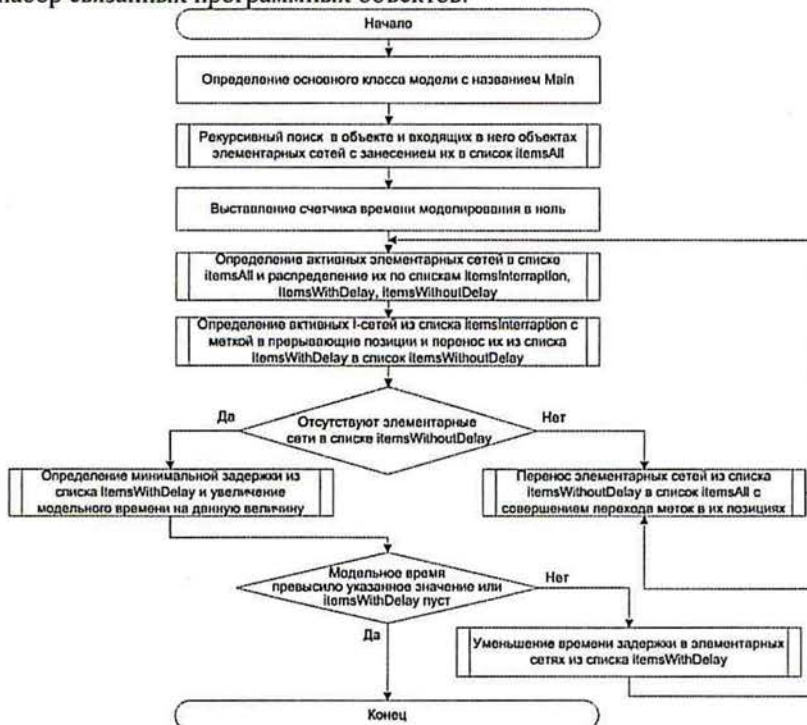 набор связанных программных объектов.
Начало
Определение основного класса модели с названием Main
Рекурсивный поиск в объекте и входящих в него объектах
элементарных сетей с занесением их в список itemsAll
Выставление счетчика времени моделирования в ноль
Определение активных элементарных сетей в списке
itemsAll и распределение их по спискам itemsInterraption,
itemsWithDelay, itemsWithoutDelay
Определение активных I-сетей из списка itemsInterraption с
меткой в прерывающие позиции и перенос их из списка
itemsWithDelay в список itemsWithoutDelay
Да
Отсутствуют элементарные
сети в списке itemsWithoutDelay
Нет
Определение минимальной задержки из
списка itemsWithDelay и увеличение
модельного времени на данную величину
Перенос элементарных сетей из списка
itemsWithoutDelay в список itemsAll с
совершением перехода меток в их позициях
Модельное время
превысило указанное значение или
itemsWithDelay пуст
Нет
Да
Уменьшение времени задержки в элементарных
сетях из списка itemsWithDelay
Конец